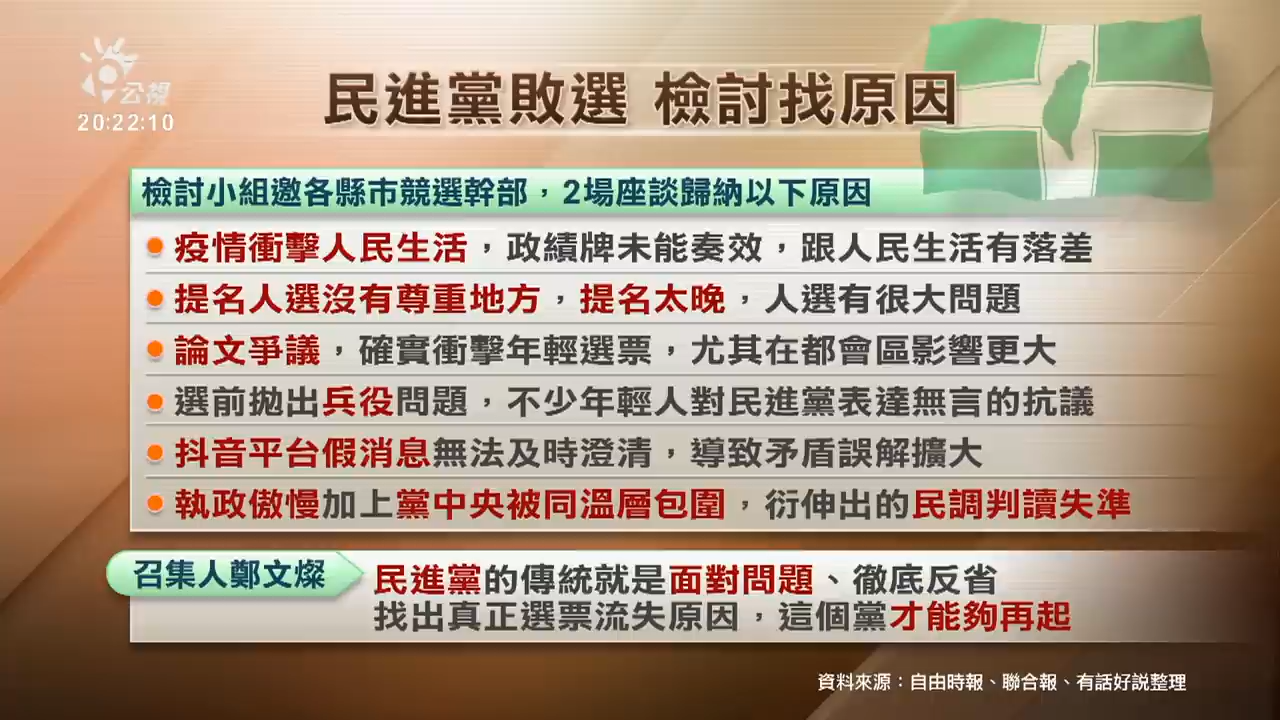 公視
20:22:10
民進黨敗選 檢討找原因
檢討小組邀各縣市競選幹部，2場座談歸納以下原因
疫情衝擊人民生活，政績牌未能奏效，跟人民生活有落差
提名人選沒有尊重地方，提名太晚，人選有很大問題
論文爭議，確實衝擊年輕選票，尤其在都會區影響更大
選前拋出兵役問題，不少年輕人對民進黨表達無言的抗議
抖音平台假消息無法及時澄清，導致矛盾誤解擴大
執政傲慢加上黨中央被同溫層包圍，衍伸出的民調判讀失準
召集人鄭文燦
民進黨的傳統就是面對問題、徹底反省
找出真正選票流失原因，這個黨才能夠再起
資料來源：自由時報、聯合報、有話好說整理